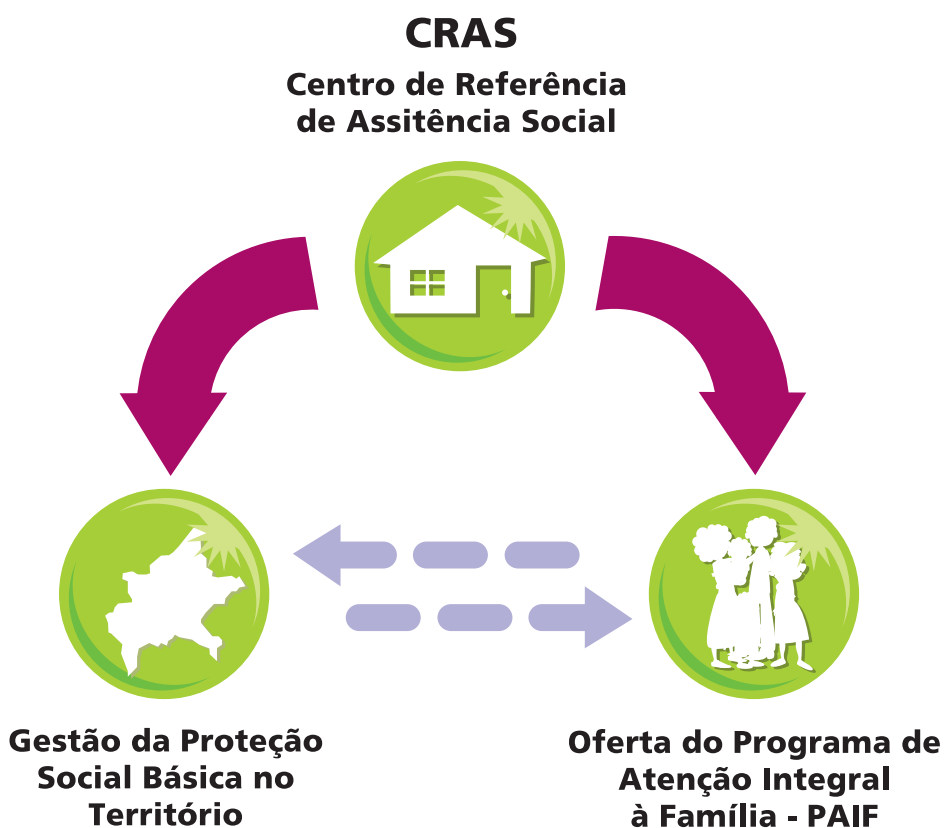 CRAS
Centro de Referência
de Assitência Social
Gestão da Proteção
Social Básica no
Território
Oferta do Programa de
Atenção Integral
à Família - PAIF